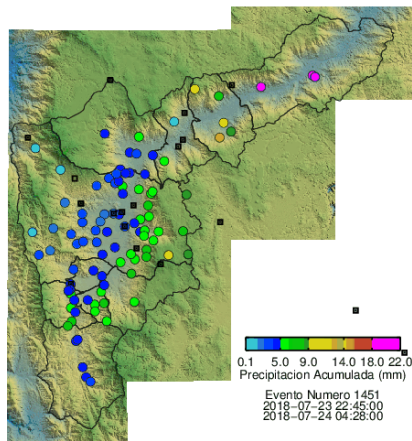 0.1 5.0 9.0 14.0 18.0 22.0
Precipitacion Acumulada (mm)
Evento Numero 1451
2018-07-23 22:45:00
2018-07-24 04:28:00